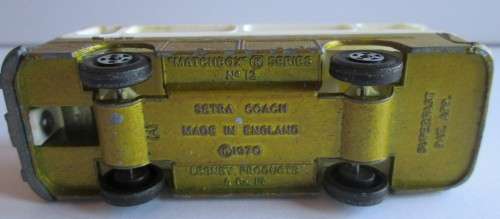 "MATCHBOX" ® SERIES
No 12
SETRA COACH
MADE IN ENGLAND
©1970
LESNEY PRODUCTS
& Co. Ltd
SUPERFAST
PAT. APP.